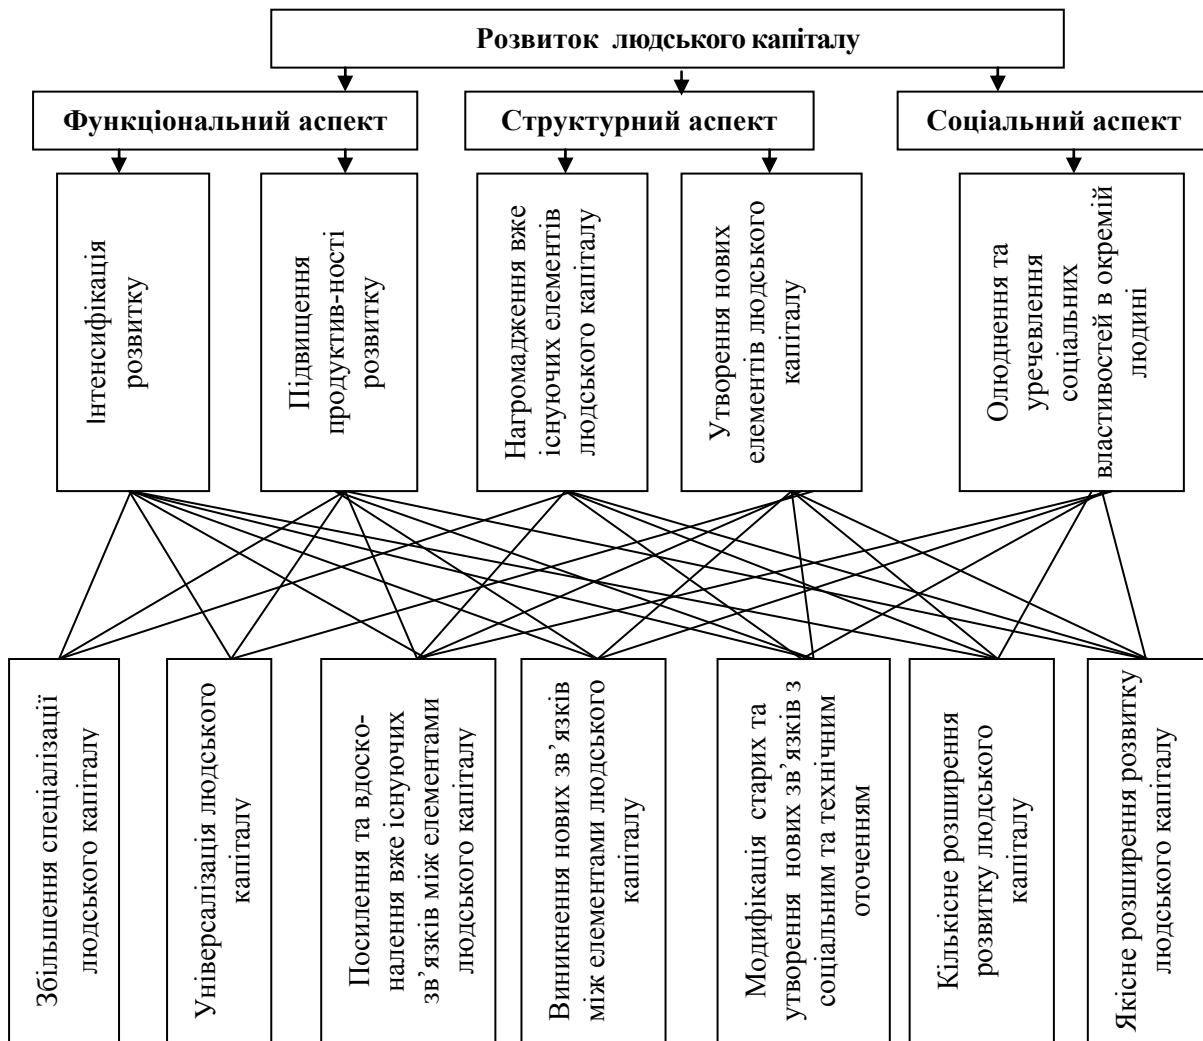 Розвиток людського капіталу
Функціональний аспект
Структурний аспект
Соціальний аспект
Інтенсифікація
розвитку
Підвищення
продуктив-ності
розвитку
Нагромадження вже
існуючих елементів
людського капіталу
Утворення нових
елементів людського
капіталу
Олюднення та
уречевлення
соціальних
властивостей в окремій
людині
Збільшення спеціалізації
людського капіталу
Універсалізація людського
капіталу
Посилення та вдоско-
налення вже існуючих
зв’язків між елементами
людського капіталу
Виникнення нових зв’язків
між елементами людського
капіталу
Модифікація старих та
утворення нових зв’язків з
соціальним та технічним
оточенням
Кількісне розширення
розвитку людського
капіталу
Якісне розширення розвитку
людського капіталу